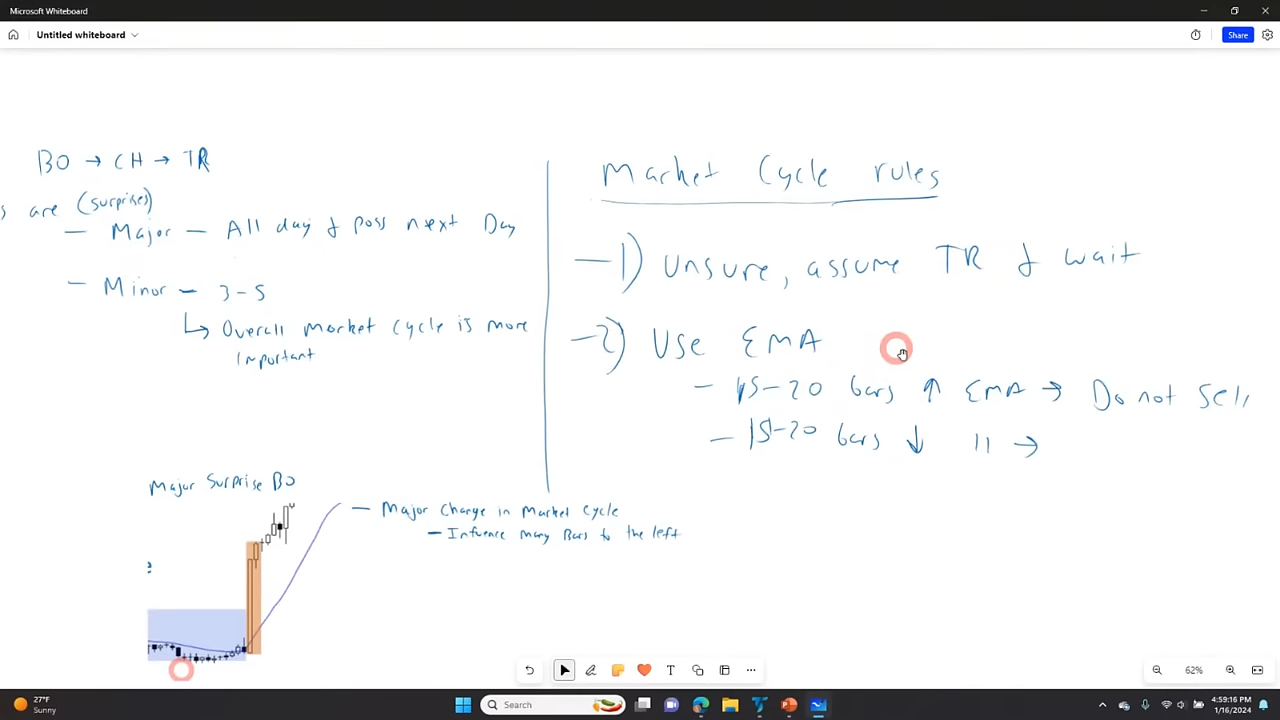 Microsoft Whiteboard
Untitled whiteboard
Share
BO → CH → TR
s are (surprises)
— Major — All day & poss next Day
- Minor - 3-5
↳ Overall market cycle is more
important
Market Cycle rules
— 1) Unsure, assume TR & wait
— 2) Use EMA
— 15-20 bars ↑ EMA → Do not Sell
— 15-20 bars ↓ 11 →
Major Surprise BO
— Major Change in Market Cycle
— Influence many Bars to the left
e
62%
27°F
Sunny
Search
4:59:16 PM
1/16/2024